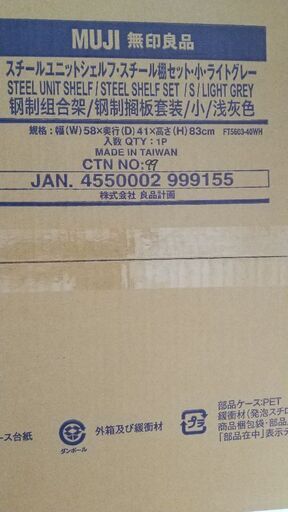 MUJI 無印良品
スチールユニットシェルフ・スチール棚セット・小・ライトグレー
STEEL UNIT SHELF / STEEL SHELF SET / S / LIGHT GREY
钢制组合架/钢制搁板套装/小/浅灰色
規格:幅(W) 58×実行(D) 41×高さ(H) 83cm FT5603-40WH
入数 QTY:1P
MADE IN TAIWAN
CTN NO: 99
JAN. 4550002 999155
株式会社 良品計画
ース台紙
ダンボール
外箱及び緩衝材
プラ
部品ケース:PET
緩衝材(発泡スチ
商品梱包袋・部
「部品在中」表示テ